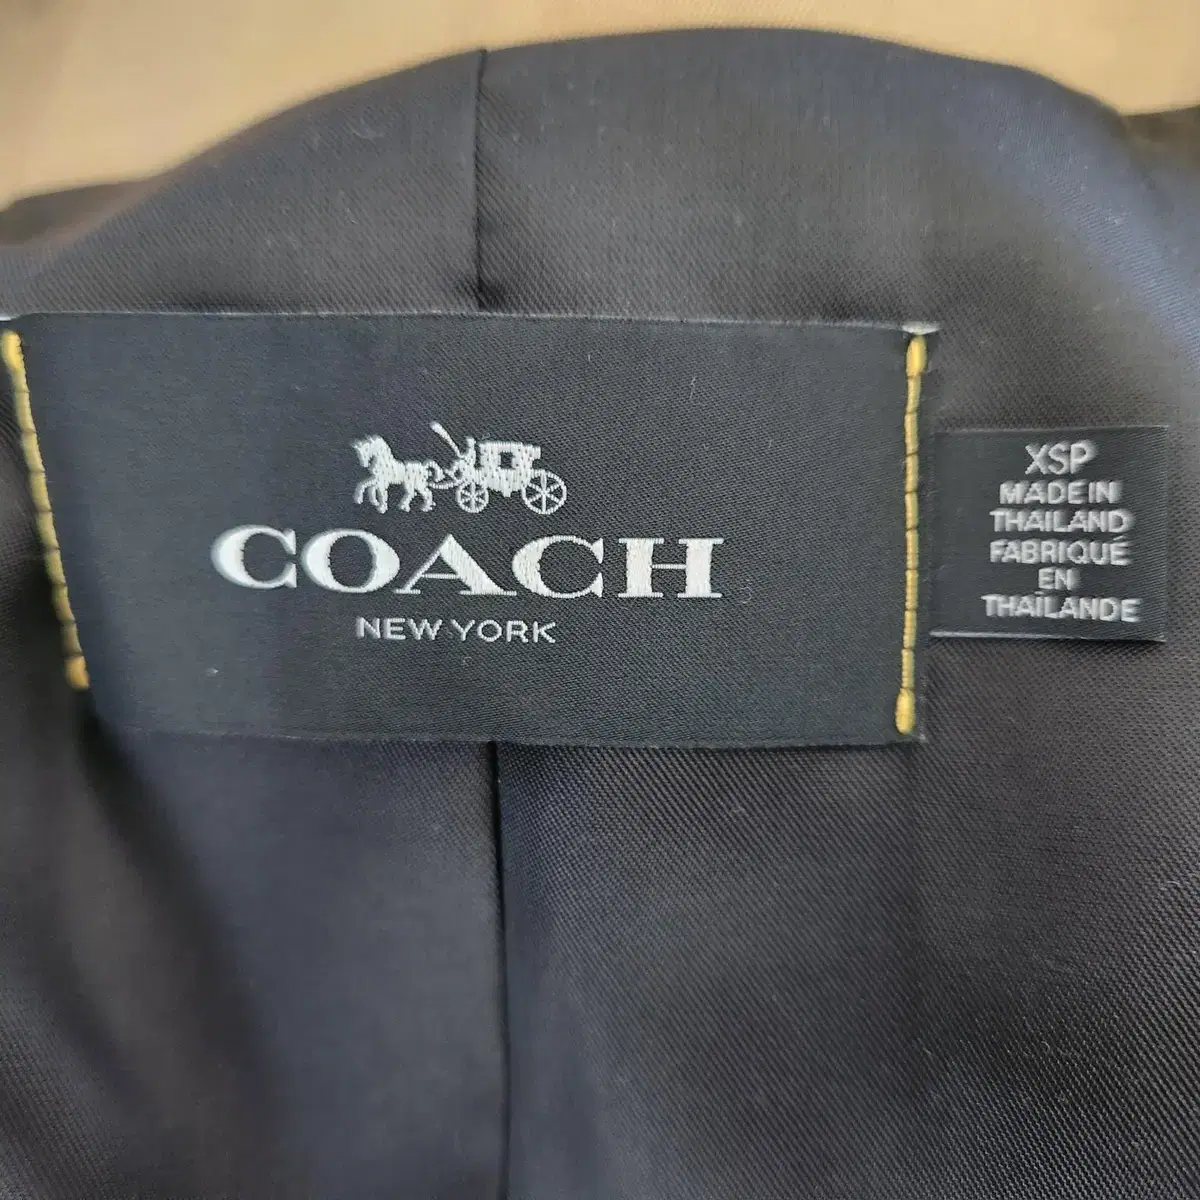 COACH
NEW YORK
XSP
MADE IN
THAILAND
FABRIQUÉ
EN
THAÏLANDE